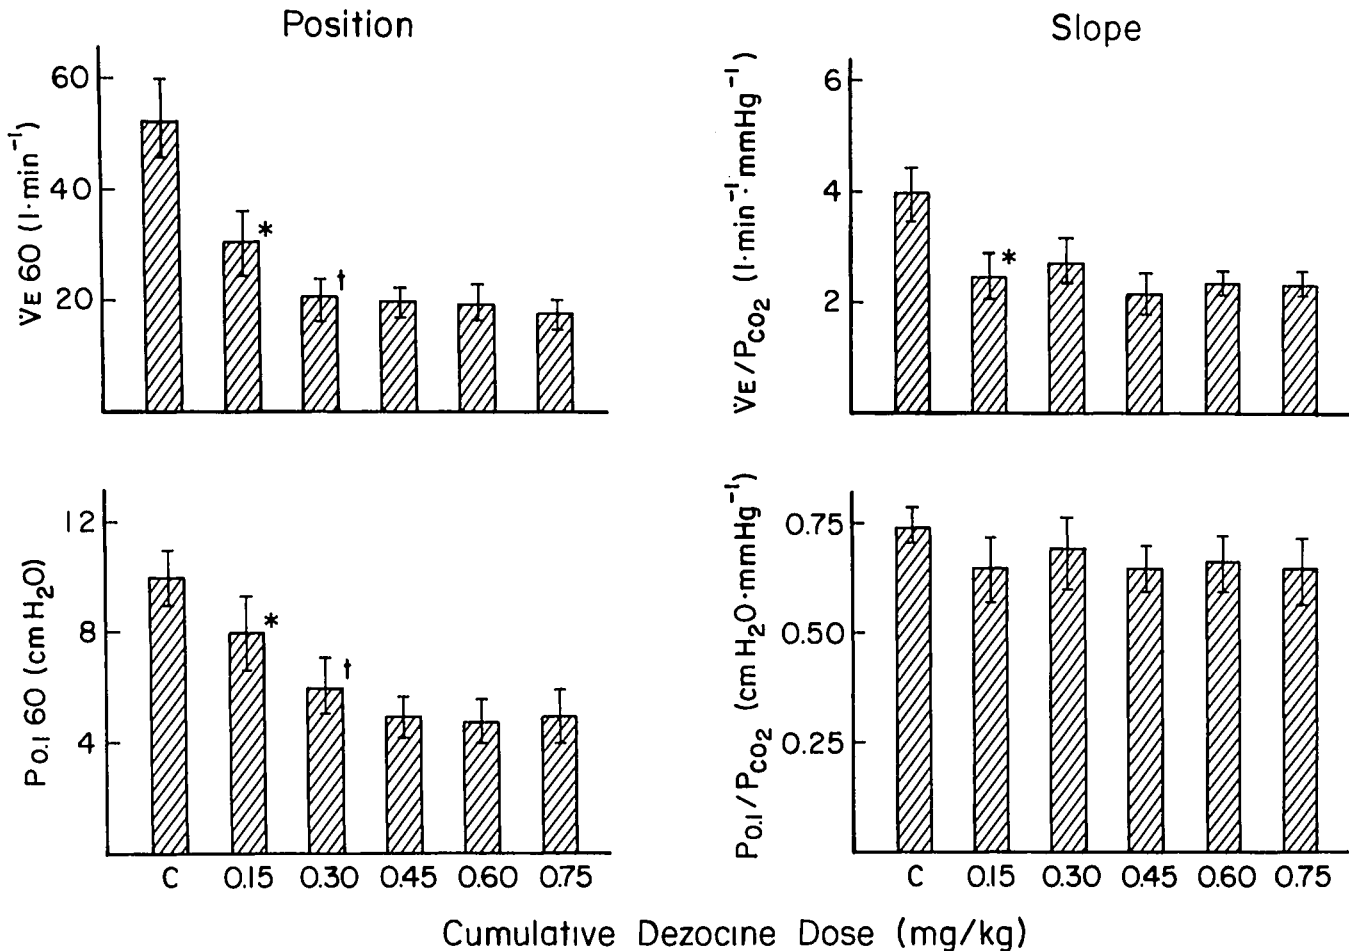 Position
V̇E 60 (l·min⁻¹)
60
40
20
*
†
Slope
V̇E/PCO₂ (l·min⁻¹·mmHg⁻¹)
6
4
2
*
P0.1 60 (cm H₂O)
12
8
4
*
†
C 0.15 0.30 0.45 0.60 0.75
P0.1/PCO₂ (cm H₂O·mmHg⁻¹)
0.75
0.50
0.25
C 0.15 0.30 0.45 0.60 0.75
Cumulative Dezocine Dose (mg/kg)